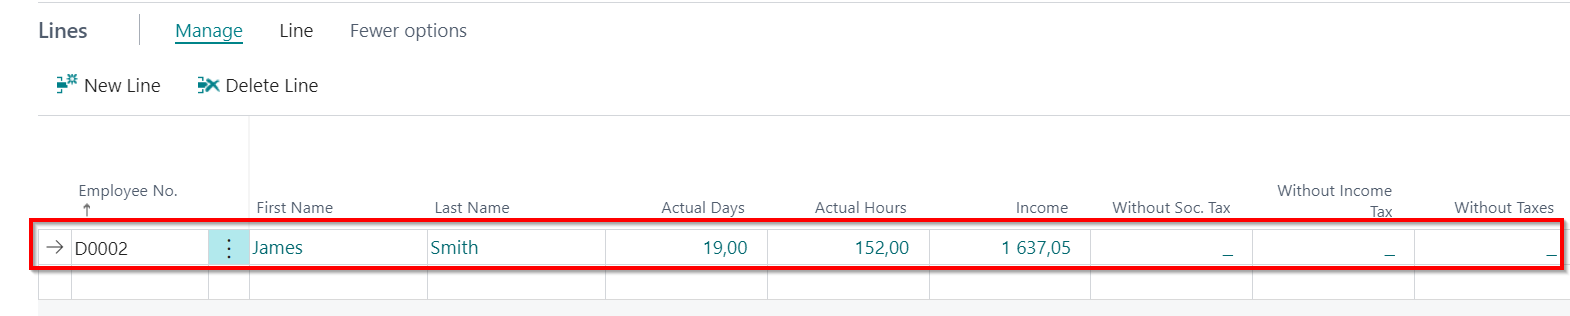 Lines Manage Line Fewer options
New Line Delete Line
Employee No. ↑ First Name Last Name Actual Days Actual Hours Income Without Soc. Tax Without Income Tax Without Taxes
D0002 James Smith 19,00 152,00 1 637,05 _ _ _